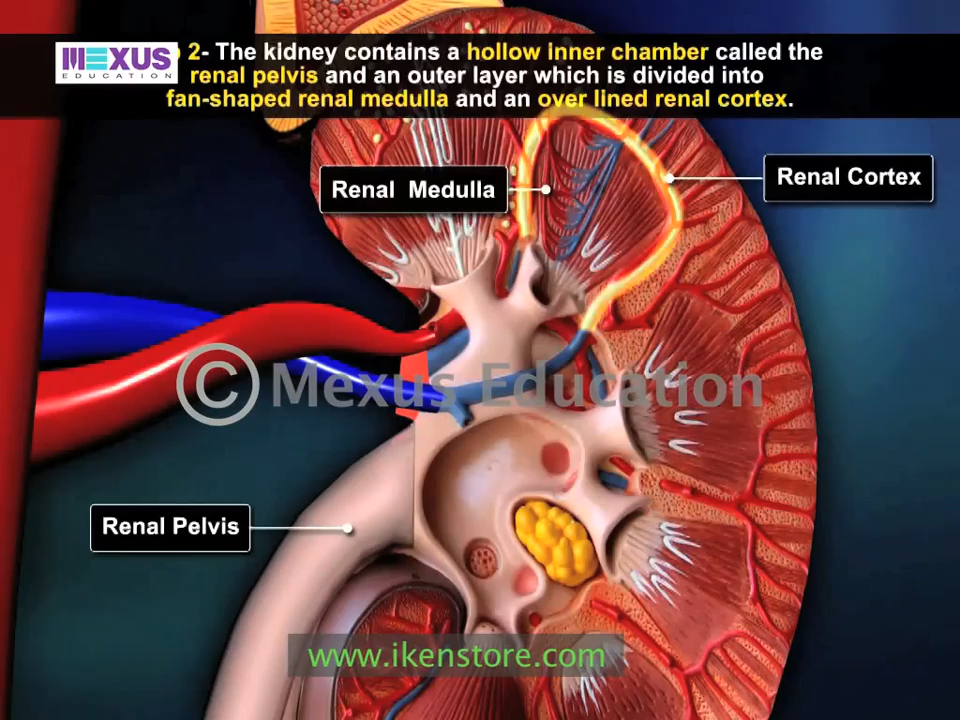 MEXUS
EDUCATION
2- The kidney contains a hollow inner chamber called the
renal pelvis and an outer layer which is divided into
fan-shaped renal medulla and an over lined renal cortex.
Renal Medulla
Renal Cortex
© Mexus Education
Renal Pelvis
www.ikenstore.com